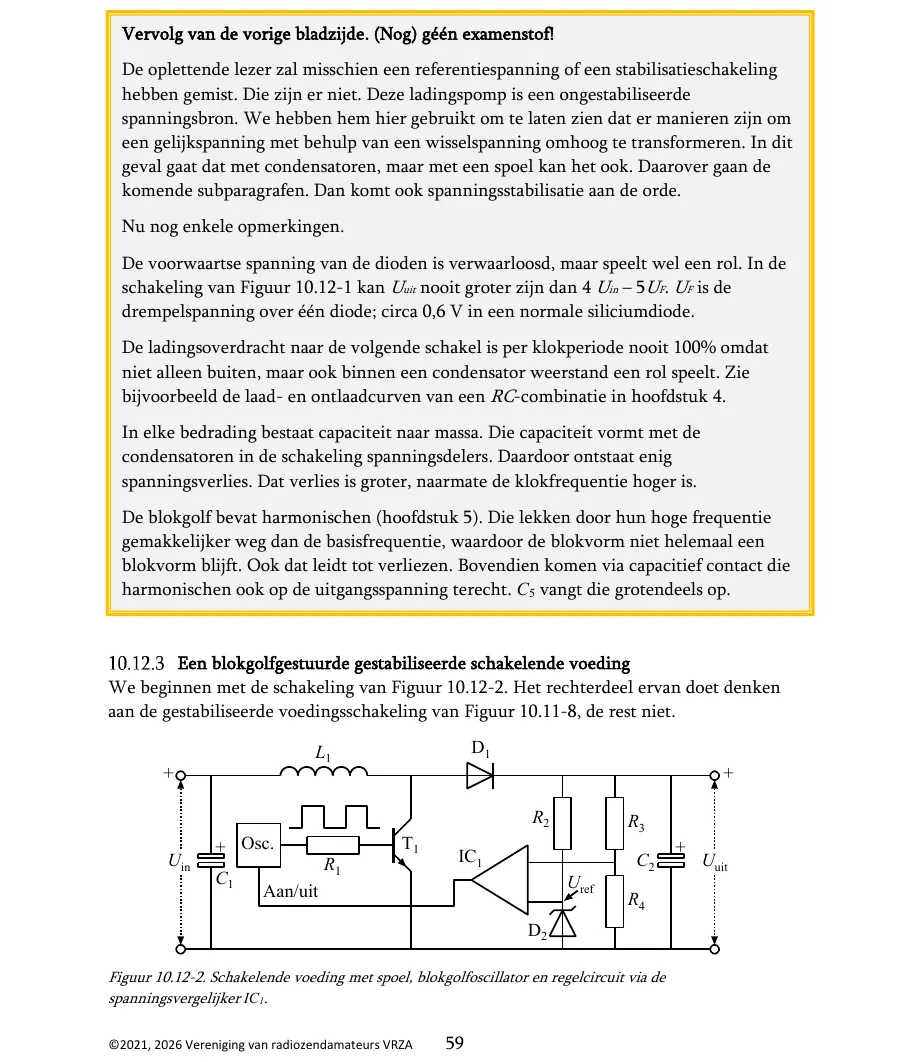 Vervolg van de vorige bladzijde. (Nog) géén examenstof!
De oplettende lezer zal misschien een referentiespanning of een stabilisatieschakeling
hebben gemist. Die zijn er niet. Deze ladingspomp is een ongestabiliseerde
spanningsbron. We hebben hem hier gebruikt om te laten zien dat er manieren zijn om
een gelijkspanning met behulp van een wisselspanning omhoog te transformeren. In dit
geval gaat dat met condensatoren, maar met een spoel kan het ook. Daarover gaan de
komende subparagrafen. Dan komt ook spanningsstabilisatie aan de orde.
Nu nog enkele opmerkingen.
De voorwaartse spanning van de dioden is verwaarloosd, maar speelt wel een rol. In de
schakeling van Figuur 10.12-1 kan Uuit nooit groter zijn dan 4 Uin – 5UF. UF is de
drempelspanning over één diode; circa 0,6 V in een normale siliciumdiode.
De ladingsoverdracht naar de volgende schakel is per klokperiode nooit 100% omdat
niet alleen buiten, maar ook binnen een condensator weerstand een rol speelt. Zie
bijvoorbeeld de laad- en ontlaadcurven van een RC-combinatie in hoofdstuk 4.
In elke bedrading bestaat capaciteit naar massa. Die capaciteit vormt met de
condensatoren in de schakeling spanningsdelers. Daardoor ontstaat enig
spanningsverlies. Dat verlies is groter, naarmate de klokfrequentie hoger is.
De blokgolf bevat harmonischen (hoofdstuk 5). Die lekken door hun hoge frequentie
gemakkelijker weg dan de basisfrequentie, waardoor de blokvorm niet helemaal een
blokvorm blijft. Ook dat leidt tot verliezen. Bovendien komen via capacitief contact die
harmonischen ook op de uitgangsspanning terecht. C5 vangt die grotendeels op.
10.12.3 Een blokgolfgestuurde gestabiliseerde schakelende voeding
We beginnen met de schakeling van Figuur 10.12-2. Het rechterdeel ervan doet denken
aan de gestabiliseerde voedingsschakeling van Figuur 10.11-8, de rest niet.
L1
D1
+
+
R2
R3
Osc.
T1
+
+
IC1
C2
Uin
R1
Uuit
C1
Aan/uit
Uref
R4
D2
Figuur 10.12-2. Schakelende voeding met spoel, blokgolfoscillator en regelcircuit via de
spanningsvergelijker IC1.
©2021, 2026 Vereniging van radiozendamateurs VRZA 59